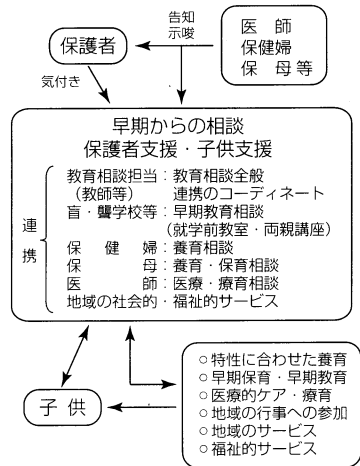 告知
示唆
保護者
医師
保健婦
保母等
気付き
早期からの相談
保護者支援・子供支援
連携
教育相談担当：教育相談全般
（教師等）　連携のコーディネート
盲・聾学校等：早期教育相談
（就学前教室・両親講座）
保健婦：養育相談
保母：養育・保育相談
医師：医療・療育相談
地域の社会的・福祉的サービス
子供
○特性に合わせた養育
○早期保育・早期教育
○医療的ケア・療育
○地域の行事への参加
○地域のサービス
○福祉的サービス